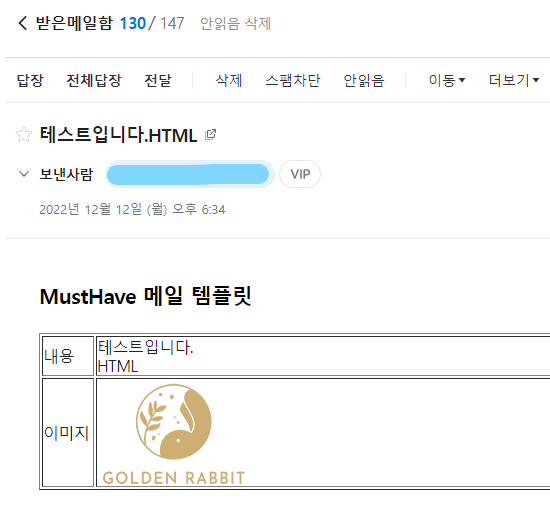 받은메일함 130 / 147 안읽음 삭제
답장 전체답장 전달 삭제 스팸차단 안읽음 이동 더보기
테스트입니다.HTML
보낸사람 VIP
2022년 12월 12일 (월) 오후 6:34
MustHave 메일 템플릿
내용 테스트입니다.
HTML
이미지
GOLDEN RABBIT